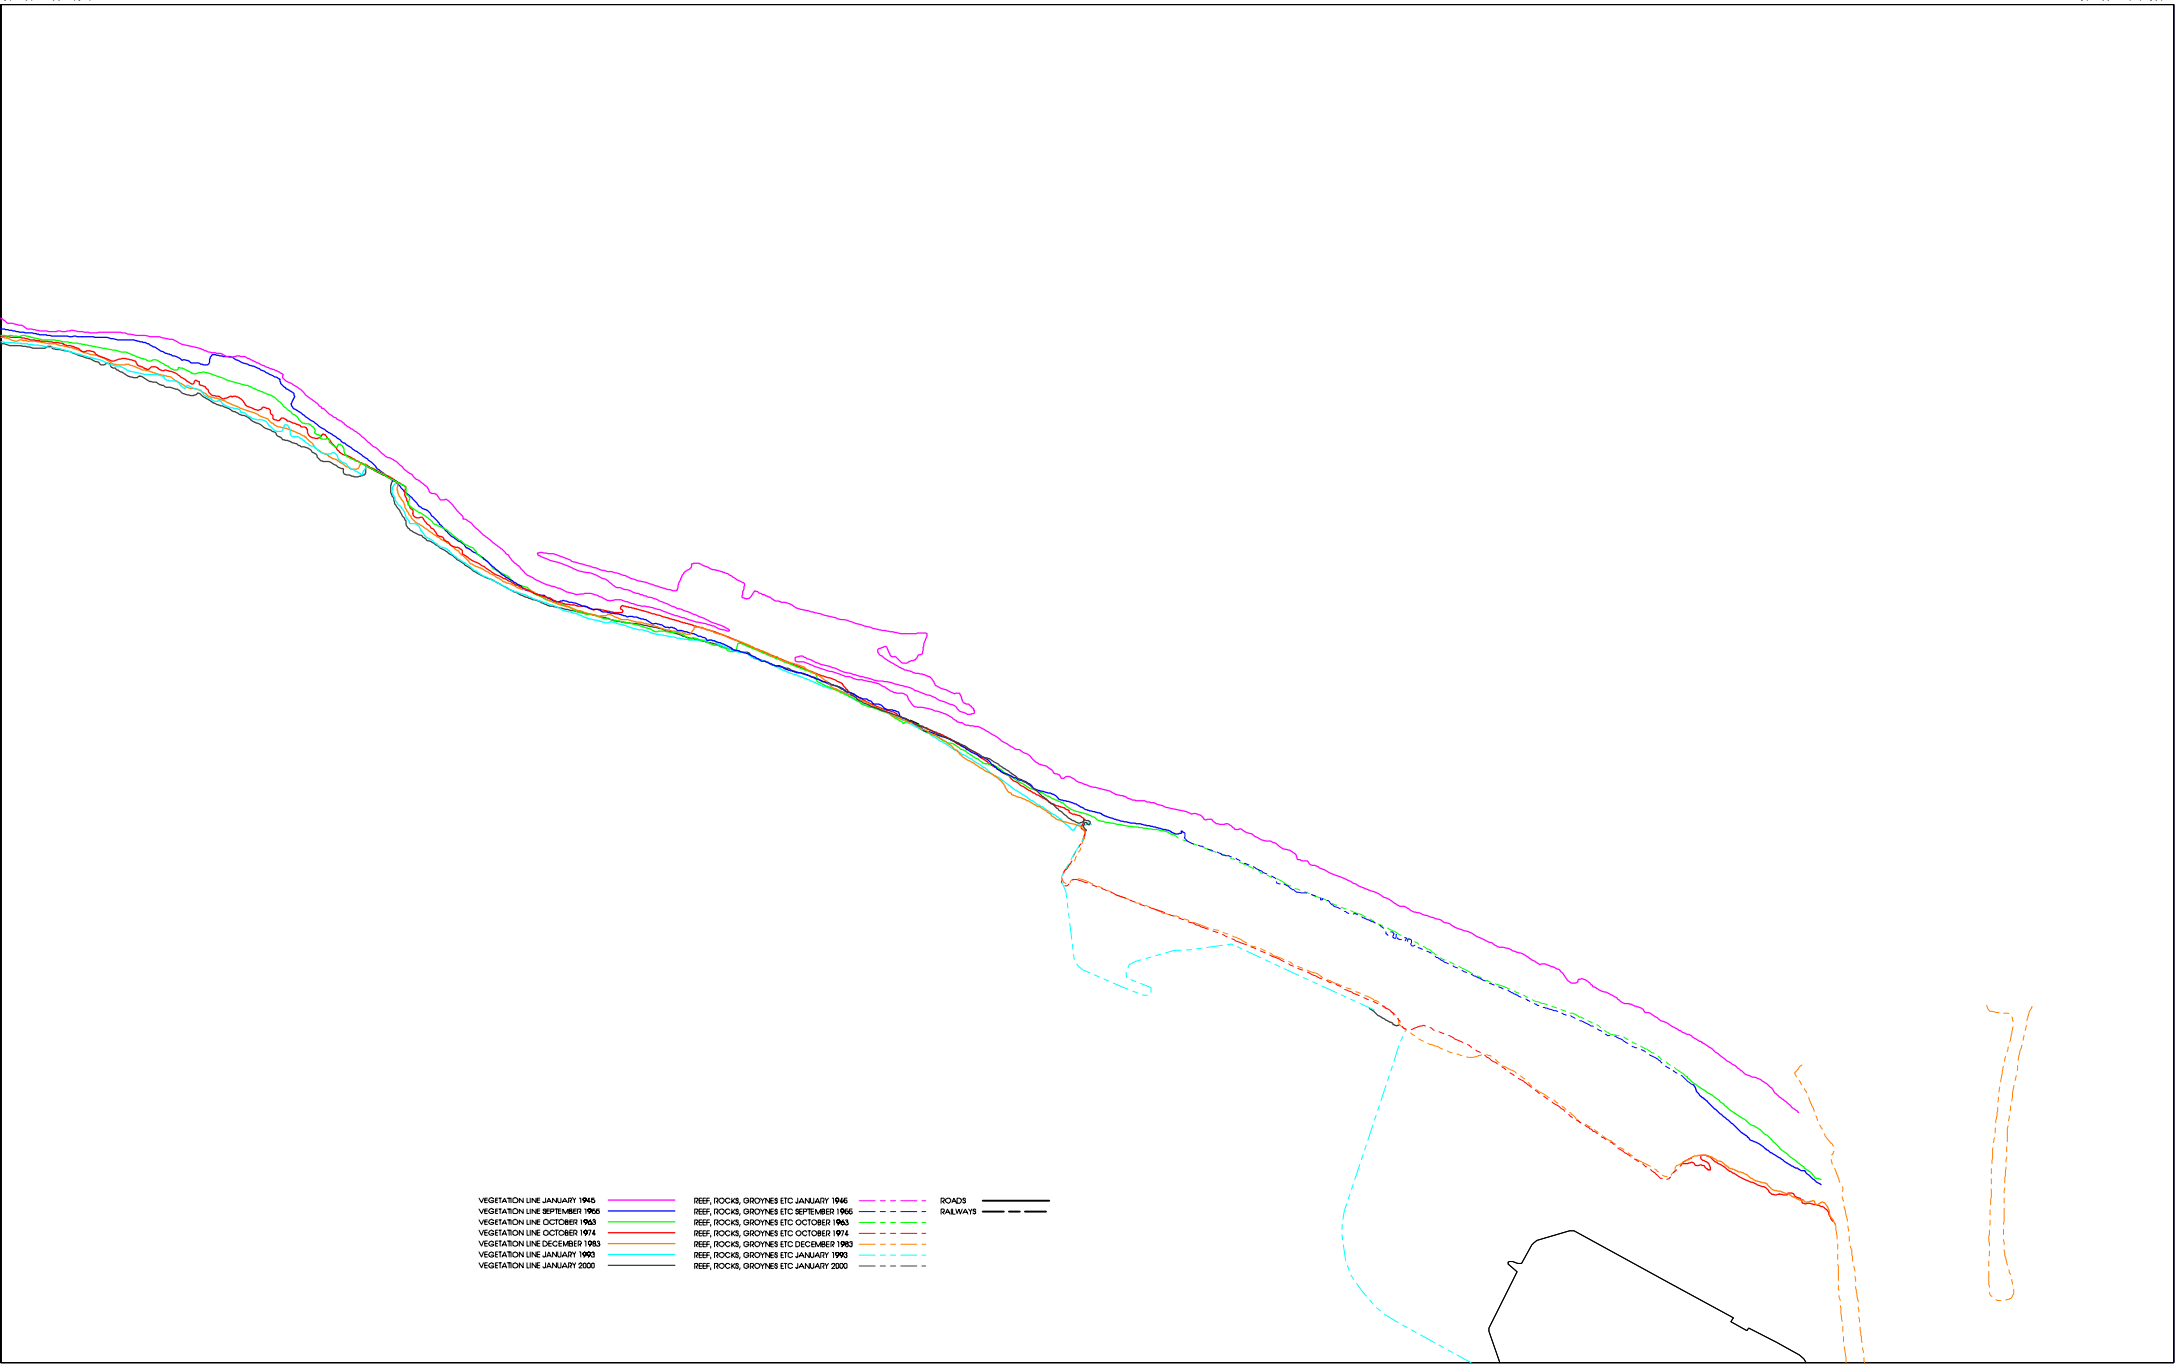 VEGETATION LINE JANUARY 1946 REEF, ROCKS, GROYNES ETC JANUARY 1946 ROADS
VEGETATION LINE SEPTEMBER 1955 REEF, ROCKS, GROYNES ETC SEPTEMBER 1955 RAILWAYS
VEGETATION LINE OCTOBER 1963 REEF, ROCKS, GROYNES ETC OCTOBER 1963
VEGETATION LINE OCTOBER 1974 REEF, ROCKS, GROYNES ETC OCTOBER 1974
VEGETATION LINE DECEMBER 1983 REEF, ROCKS, GROYNES ETC DECEMBER 1983
VEGETATION LINE JANUARY 1993 REEF, ROCKS, GROYNES ETC JANUARY 1993
VEGETATION LINE JANUARY 2000 REEF, ROCKS, GROYNES ETC JANUARY 2000